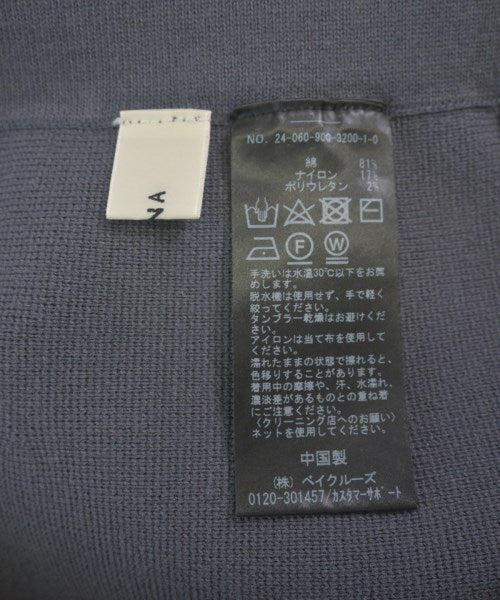 NA
NO. 24-060-900-3200-1-0
綿 81%
ナイロン 17%
ポリウレタン 2%
F W
手洗いは水温30℃以下をお薦
めします。
脱水機は使用せず、手で軽く
絞ってください。
タンブラー乾燥はお避けくださ
い。
アイロンは当て布を使用して
ください。
濡れたままの状態で擦れると、
色移りすることがあります。
着用中の摩擦や、汗、水濡れ、
濃淡差があるものとの重ね着
にご注意ください。
〈クリーニング店へのお願い〉
ネットを使用してください。
中国製
(株) ベイクルーズ
0120-301457/カスタマーサポート